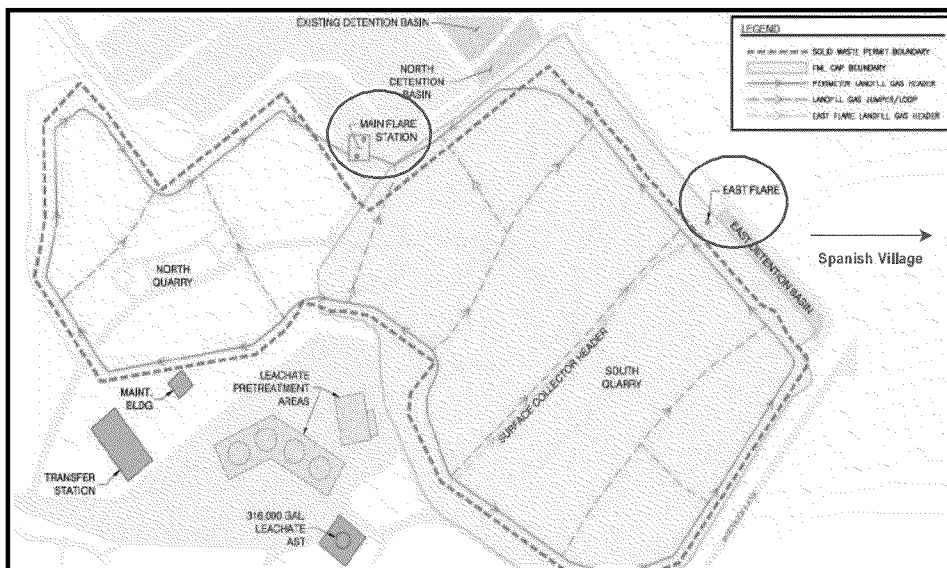 EXISTING DETENTION BASIN
NORTH
DETENTION
BASIN
MAIN FLARE
STATION
LEGEND
SOLID WASTE PERMIT BOUNDARY
FML CAP BOUNDARY
PERIMETER LANDFILL GAS HEADER
LANDFILL GAS JUMPER/LOOP
EAST FLARE LANDFILL GAS HEADER
EAST FLARE
EAST DETENTION BASIN
Spanish Village
NORTH
QUARRY
SURFACE COLLECTOR HEADER
SOUTH
QUARRY
LEACHATE
PRETREATMENT
AREAS
MAINT.
BLDG
TRANSFER
STATION
316,000 GAL
LEACHATE
AST